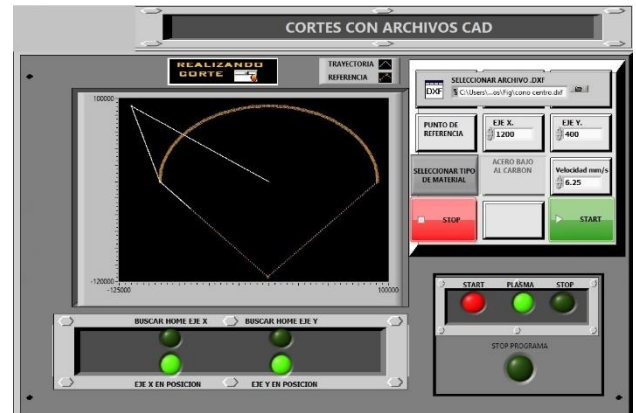 CORTES CON ARCHIVOS CAD
REALIZANDO
CORTE
TRAYECTORIA
REFERENCIA
100000
-120000
-125000
100000
SELECCIONAR ARCHIVO .DXF
DXF
C:\Users\...os\Fig\cono centro.dxf
PUNTO DE
REFERENCIA
EJE X.
1200
EJE Y.
400
SELECCIONAR TIPO
DE MATERIAL
ACERO BAJO
AL CARBON
Velocidad mm/s
6.25
STOP
START
START
PLASMA
STOP
STOP PROGRAMA
BUSCAR HOME EJE X
BUSCAR HOME EJE Y
EJE X EN POSICION
EJE Y EN POSICION